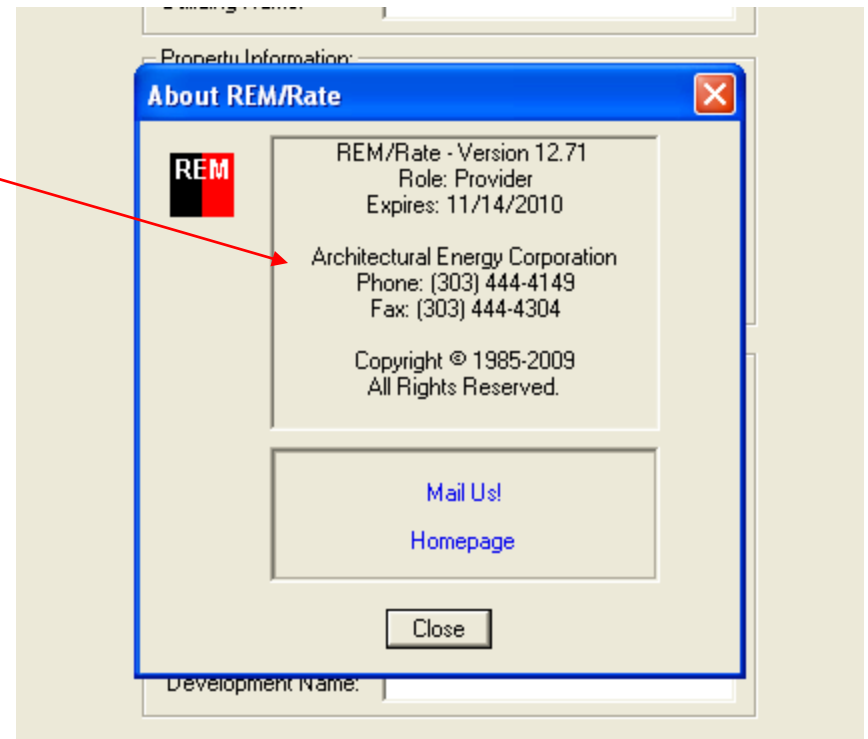 Building Name:
Property Information:
About REM/Rate
REM
REM/Rate - Version 12.71
Role: Provider
Expires: 11/14/2010
Architectural Energy Corporation
Phone: (303) 444-4149
Fax: (303) 444-4304
Copyright © 1985-2009
All Rights Reserved.
Mail Us!
Homepage
Close
Development Name: